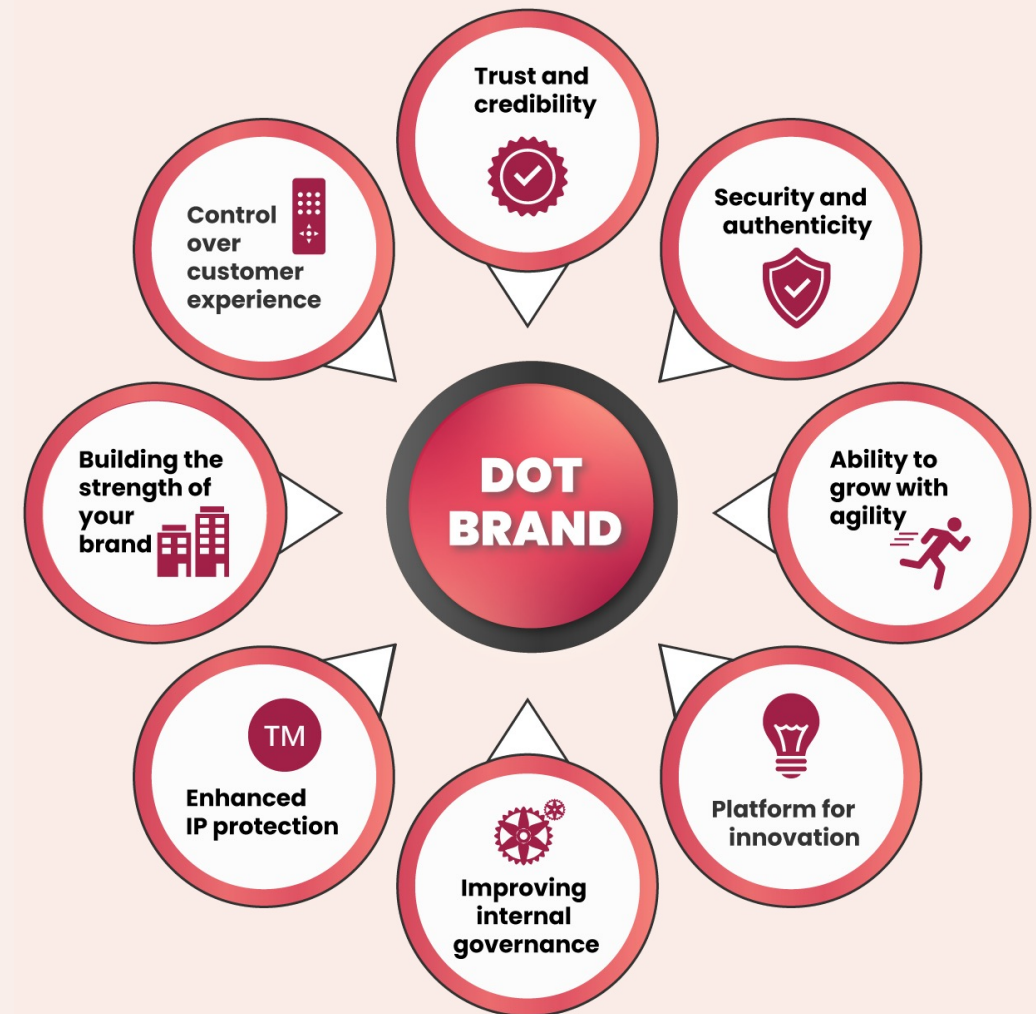 Trust and
credibility
Security and
authenticity
Ability to
grow with
agility
Platform for
innovation
Improving
internal
governance
TM
Enhanced
IP protection
Building the
strength of
your
brand
Control
over
customer
experience
DOT
BRAND